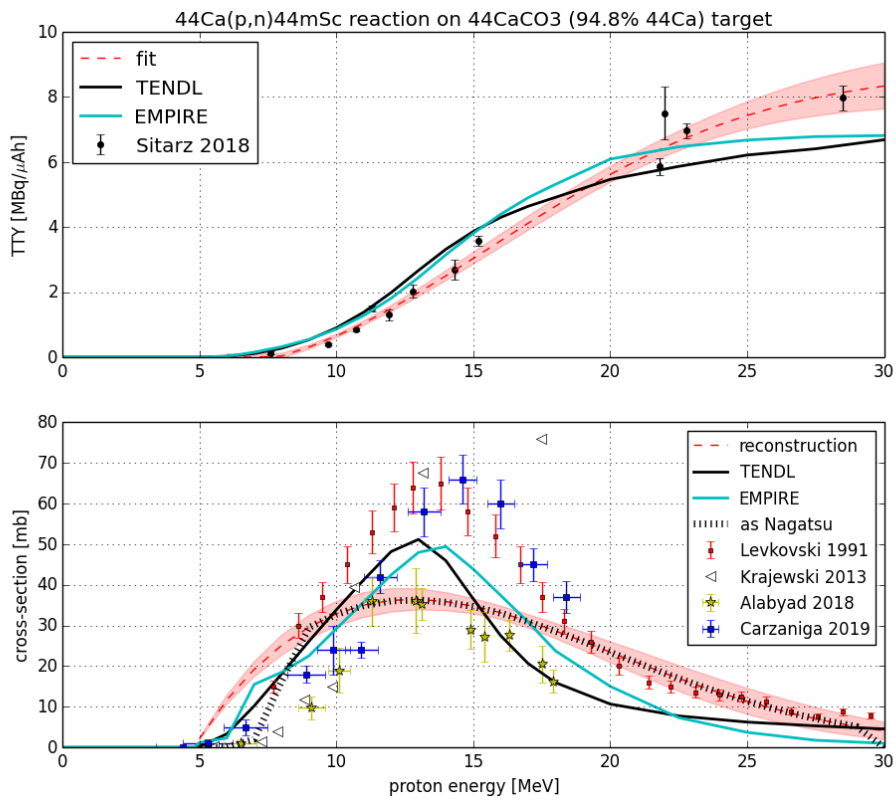 44Ca(p,n)44mSc reaction on 44CaCO3 (94.8% 44Ca) target
TTY [MBq/μAh]
10
8
6
4
2
0
fit
TENDL
EMPIRE
Sitarz 2018
0 5 10 15 20 25 30
cross-section [mb]
80
70
60
50
40
30
20
10
0
reconstruction
TENDL
EMPIRE
as Nagatsu
Levkovski 1991
Krajewski 2013
Alabyad 2018
Carzaniga 2019
0 5 10 15 20 25 30
proton energy [MeV]